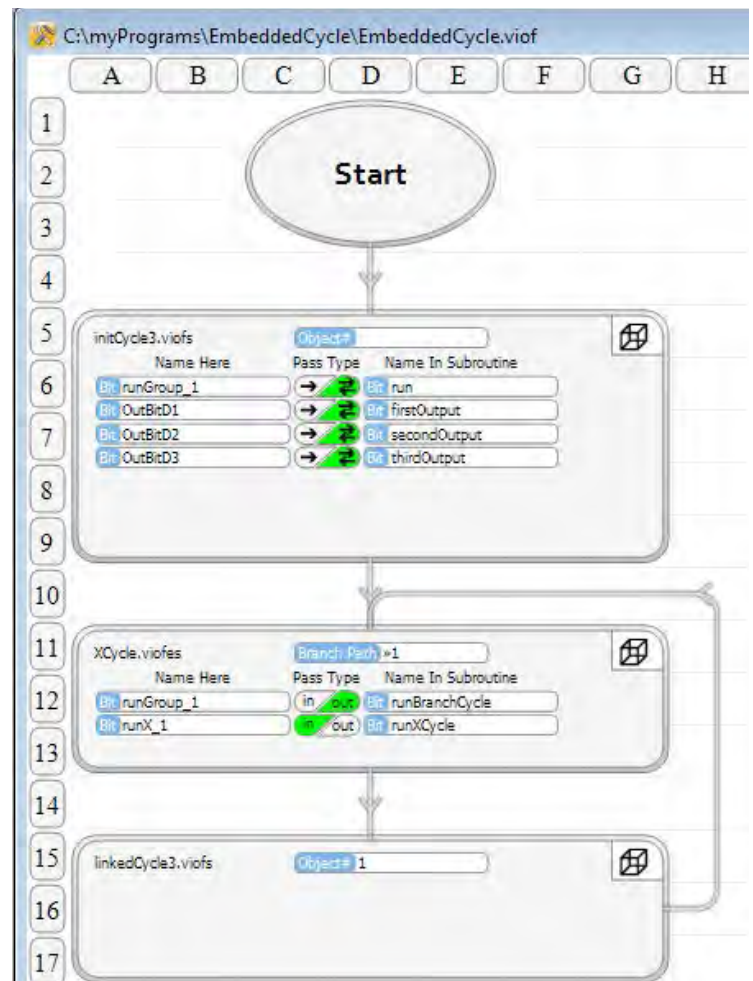 C:\myPrograms\EmbeddedCycle\EmbeddedCycle.viof
A B C D E F G H
1
2 Start
3
4
5 initCycle3.viofs Object#
Name Here Pass Type Name In Subroutine
6 Bit runGroup_1 Bit run
Bit OutBitD1 Bit firstOutput
7 Bit OutBitD2 Bit secondOutput
Bit OutBitD3 Bit thirdOutput
8
9
10
11 XCycle.viofes Branch Path »1
Name Here Pass Type Name In Subroutine
12 Bit runGroup_1 in out Bit runBranchCycle
Bit runX_1 in out Bit runXCycle
13
14
15 linkedCycle3.viofs Object# 1
16
17